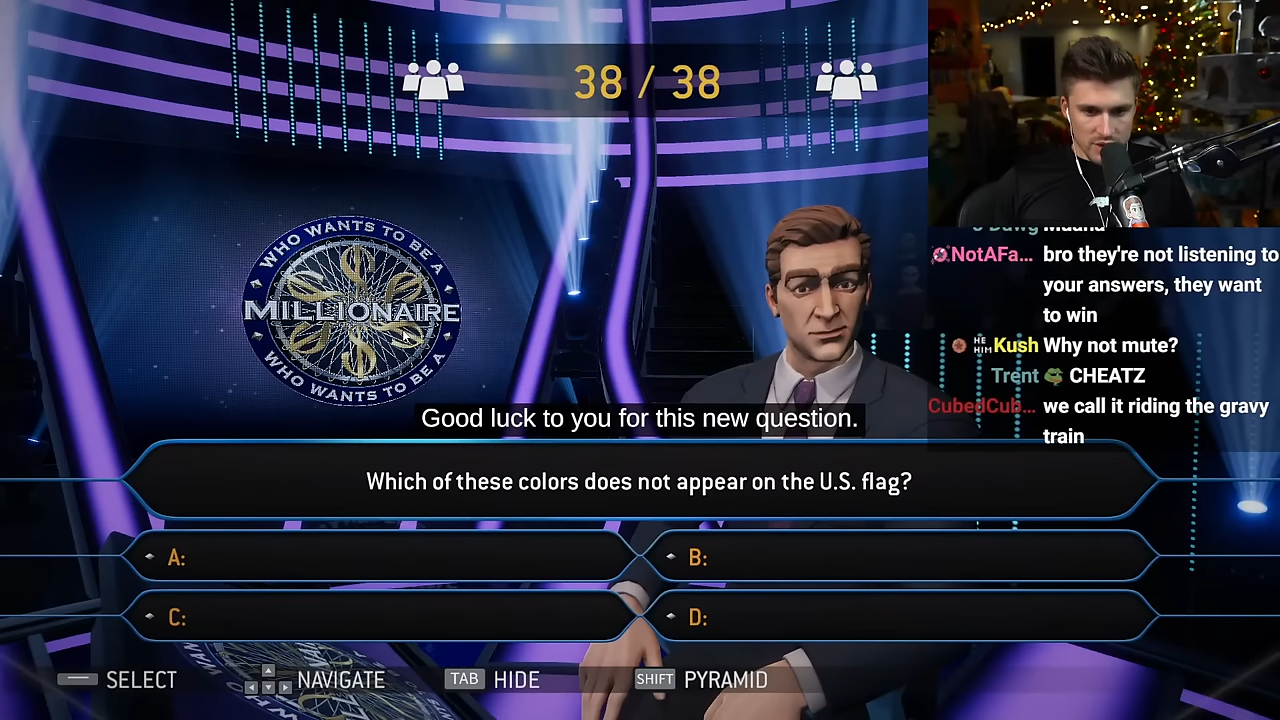 38 / 38
WHO WANTS TO BE A
MILLIONAIRE
WHO WANTS TO BE A
NotAFa... bro they're not listening to
your answers, they want
to win
HE
HIM Kush Why not mute?
Trent CHEATZ
CubedCub... we call it riding the gravy
train
Good luck to you for this new question.
Which of these colors does not appear on the U.S. flag?
A:
B:
C:
D:
SELECT
NAVIGATE
TAB HIDE
SHIFT PYRAMID